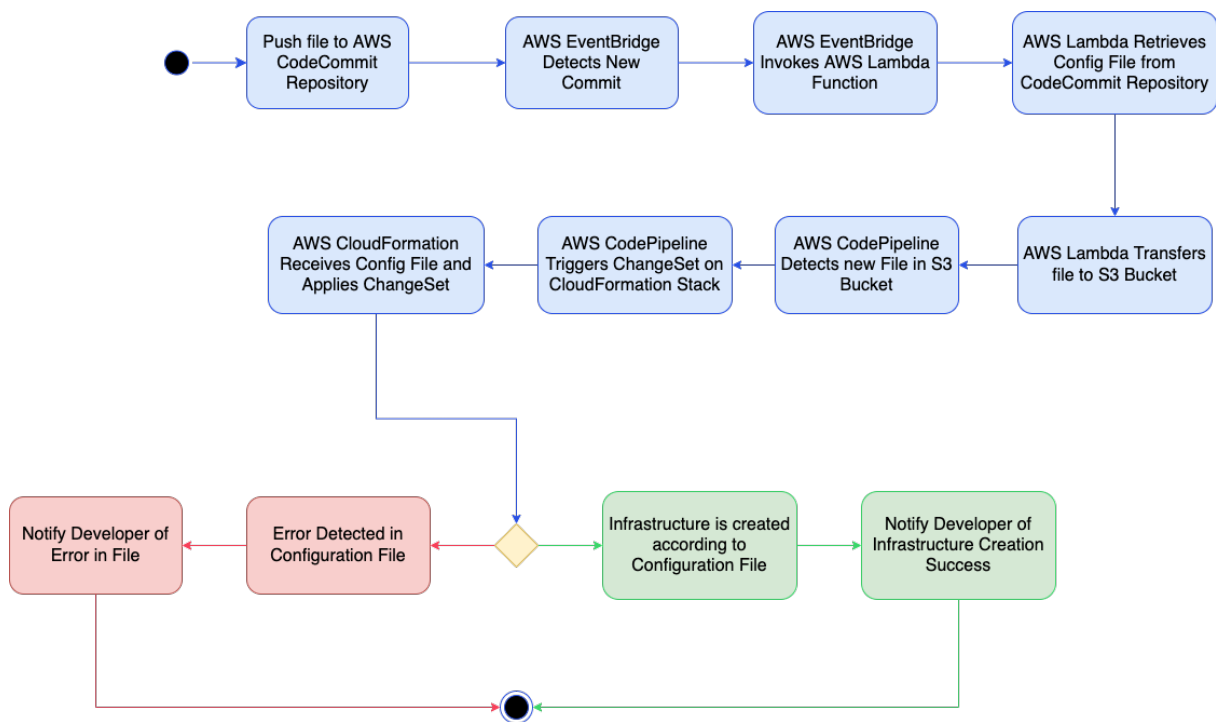 Push file to AWS
CodeCommit
Repository
AWS EventBridge
Detects New
Commit
AWS EventBridge
Invokes AWS Lambda
Function
AWS Lambda Retrieves
Config File from
CodeCommit Repository
AWS CloudFormation
Receives Config File and
Applies ChangeSet
AWS CodePipeline
Triggers ChangeSet on
CloudFormation Stack
AWS CodePipeline
Detects new File in S3
Bucket
AWS Lambda Transfers
file to S3 Bucket
Notify Developer of
Error in File
Error Detected in
Configuration File
Infrastructure is created
according to
Configuration File
Notify Developer of
Infrastructure Creation
Success